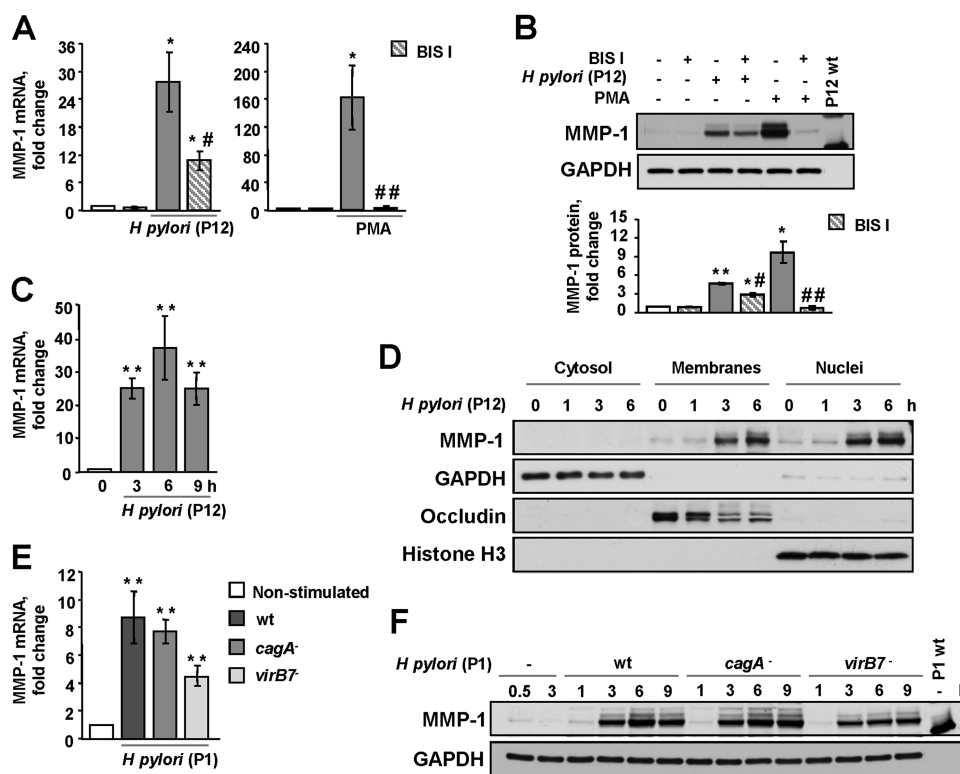 A
MMP-1 mRNA,
fold change
36
30
24
18
12
6
0
*
* #
H pylori (P12)
240
200
160
120
80
40
0
*
# #
PMA
BIS I
B
BIS I - + - + - +
H pylori (P12) - - + + - -
PMA - - - - + +
P12 wt
MMP-1
GAPDH
MMP-1 protein,
fold change
15
12
9
6
3
0
* *
* #
*
# #
BIS I
C
MMP-1 mRNA,
fold change
50
40
30
20
10
0
* *
* *
* *
0 3 6 9 h
H pylori (P12)
D
Cytosol Membranes Nuclei
H pylori (P12) 0 1 3 6 0 1 3 6 0 1 3 6 h
MMP-1
GAPDH
Occludin
Histone H3
E
MMP-1 mRNA,
fold change
12
10
8
6
4
2
0
* *
* *
* *
H pylori (P1)
Non-stimulated
wt
cagA-
virB7-
F
H pylori (P1) - wt cagA - virB7 - P1 wt
0.5 3 1 3 6 9 1 3 6 9 1 3 6 9 -
MMP-1
GAPDH